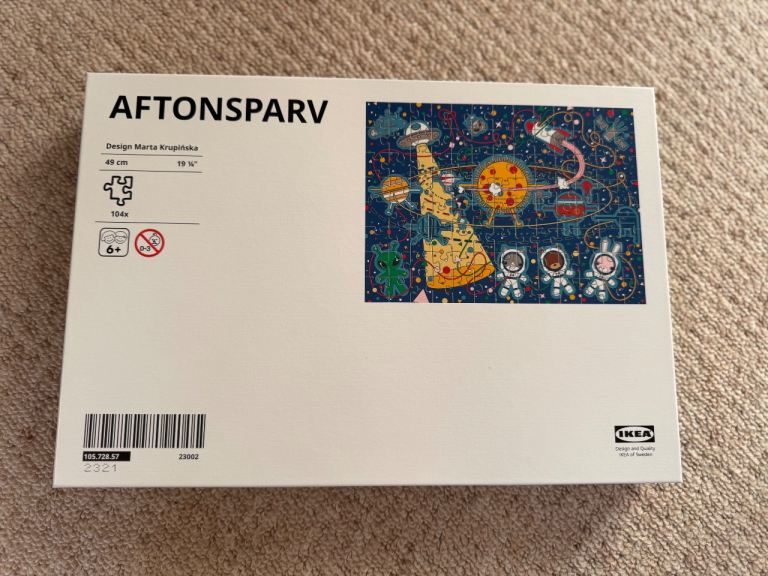 AFTONSPARV
Design Marta Krupińska
49 cm 19 ¼"
104x
6+
0-3
105.728.57 23002
2321
IKEA
Design and Quality
IKEA of Sweden